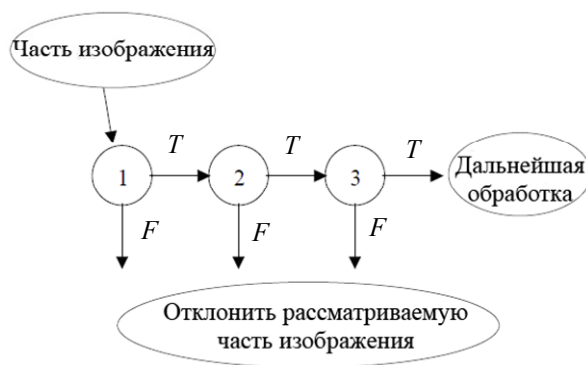 Часть изображения
T
T
T
1
2
3
Дальнейшая
обработка
F
F
F
Отклонить рассматриваемую
часть изображения